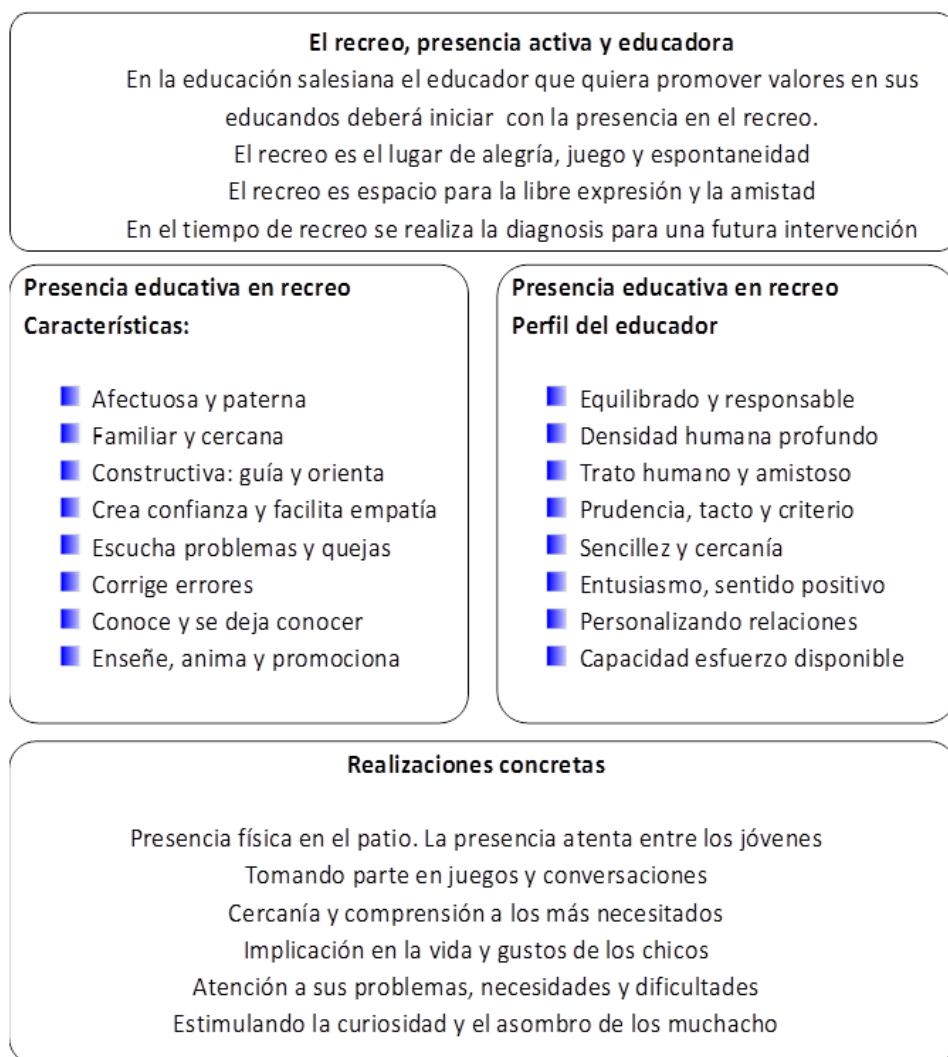 El recreo, presencia activa y educadora
En la educación salesiana el educador que quiera promover valores en sus
educandos deberá iniciar con la presencia en el recreo.
El recreo es el lugar de alegría, juego y espontaneidad
El recreo es espacio para la libre expresión y la amistad
En el tiempo de recreo se realiza la diagnosis para una futura intervención
Presencia educativa en recreo
Características:
Afectuosa y paterna
Familiar y cercana
Constructiva: guía y orienta
Crea confianza y facilita empatía
Escucha problemas y quejas
Corrige errores
Conoce y se deja conocer
Enseñe, anima y promociona
Presencia educativa en recreo
Perfil del educador
Equilibrado y responsable
Densidad humana profundo
Trato humano y amistoso
Prudencia, tacto y criterio
Sencillez y cercanía
Entusiasmo, sentido positivo
Personalizando relaciones
Capacidad esfuerzo disponible
Realizaciones concretas
Presencia física en el patio. La presencia atenta entre los jóvenes
Tomando parte en juegos y conversaciones
Cercanía y comprensión a los más necesitados
Implicación en la vida y gustos de los chicos
Atención a sus problemas, necesidades y dificultades
Estimulando la curiosidad y el asombro de los muchacho